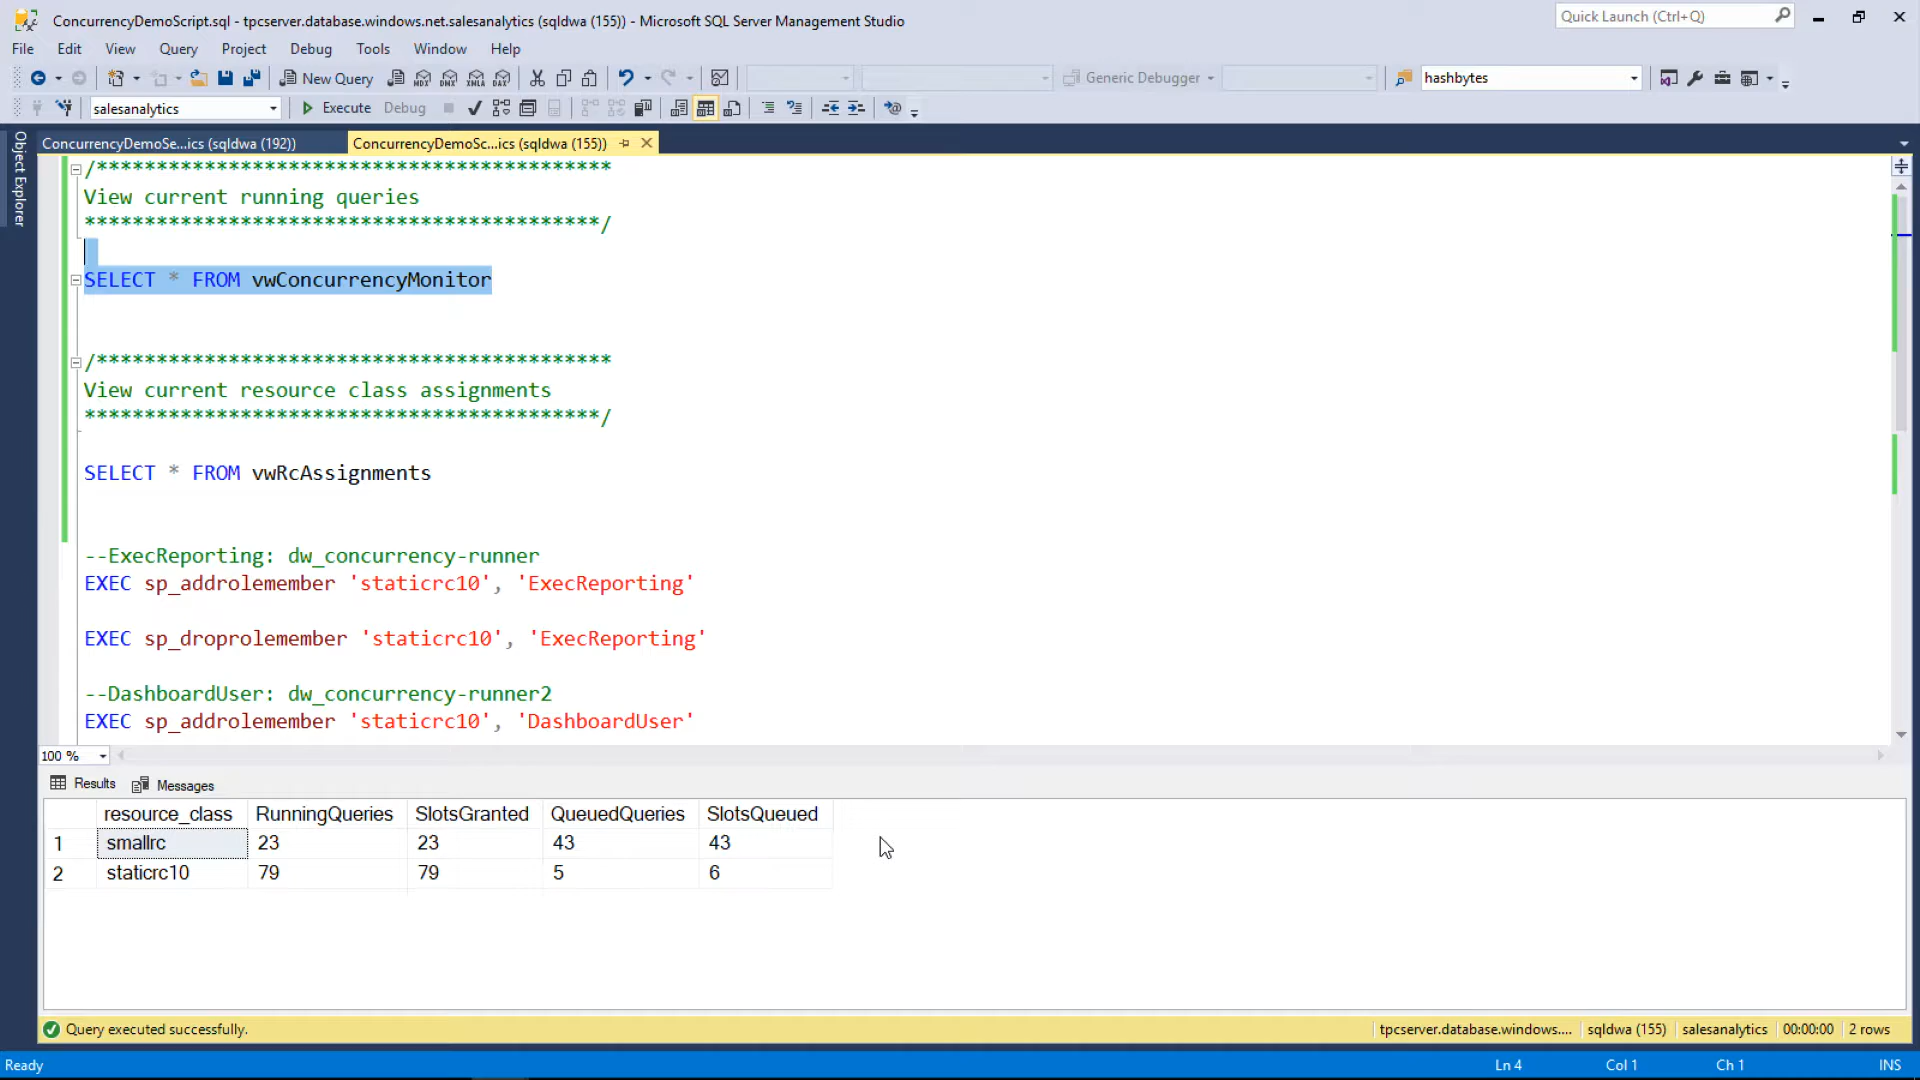 ConcurrencyDemoScript.sql - tpcserver.database.windows.net.salesanalytics (sqldwa (155)) - Microsoft SQL Server Management Studio
Quick Launch (Ctrl+Q)
File Edit View Query Project Debug Tools Window Help
New Query MDX DMX XMLA DAX Generic Debugger hashbytes
salesanalytics Execute Debug
Object Explorer
ConcurrencyDemoSe...ics (sqldwa (192)) ConcurrencyDemoSc...ics (sqldwa (155))
/******************************************
View current running queries
*******************************************/
SELECT * FROM vwConcurrencyMonitor
/******************************************
View current resource class assignments
*******************************************/
SELECT * FROM vwRcAssignments
--ExecReporting: dw_concurrency-runner
EXEC sp_addrolemember 'staticrc10', 'ExecReporting'
EXEC sp_droprolemember 'staticrc10', 'ExecReporting'
--DashboardUser: dw_concurrency-runner2
EXEC sp_addrolemember 'staticrc10', 'DashboardUser'
100 %
Results Messages
resource_class RunningQueries SlotsGranted QueuedQueries SlotsQueued
1 smallrc 23 23 43 43
2 staticrc10 79 79 5 6
Query executed successfully. tpcserver.database.windows.... sqldwa (155) salesanalytics 00:00:00 2 rows
Ready Ln 4 Col 1 Ch 1 INS